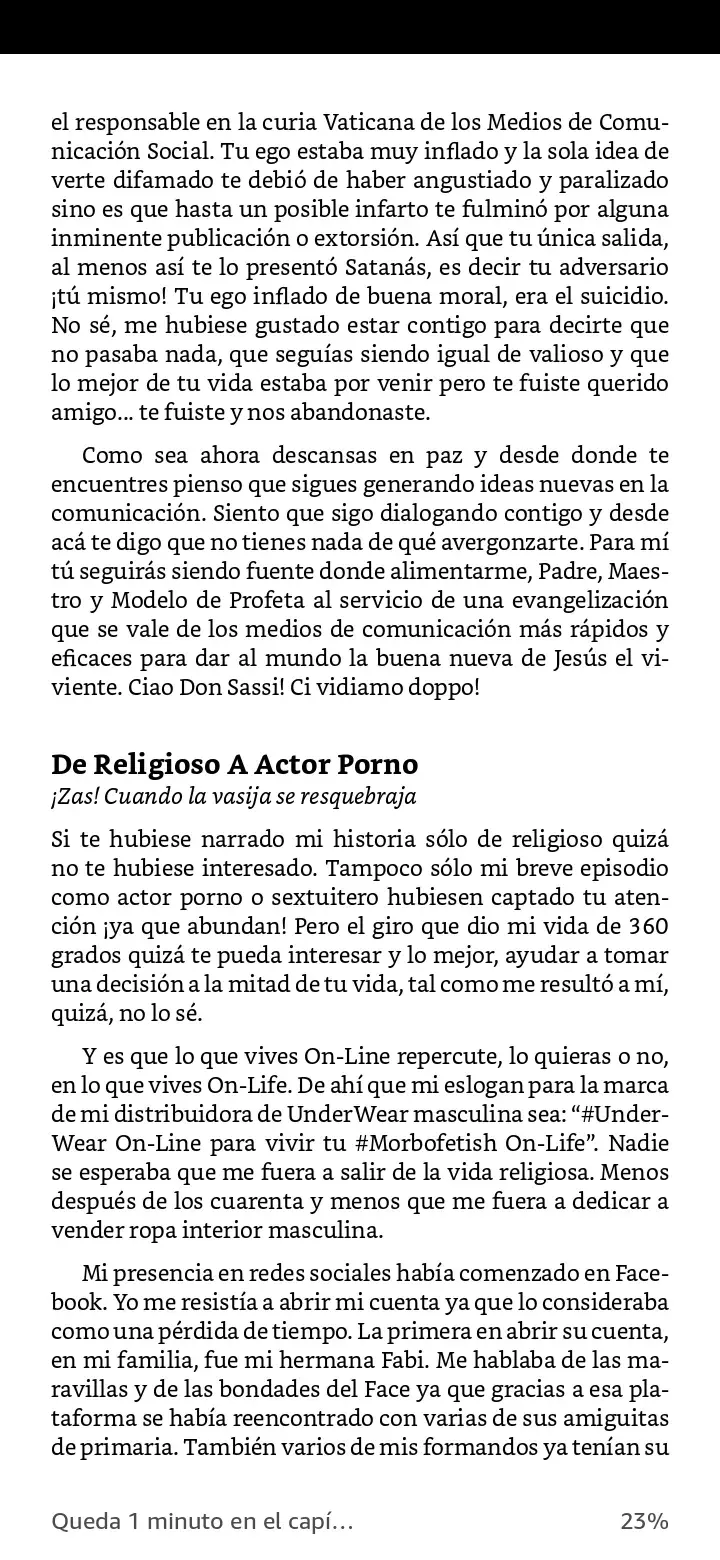 el responsable en la curia Vaticana de los Medios de Comu-
nicación Social. Tu ego estaba muy inflado y la sola idea de
verte difamado te debió de haber angustiado y paralizado
sino es que hasta un posible infarto te fulminó por alguna
inminente publicación o extorsión. Así que tu única salida,
al menos así te lo presentó Satanás, es decir tu adversario
¡tú mismo! Tu ego inflado de buena moral, era el suicidio.
No sé, me hubiese gustado estar contigo para decirte que
no pasaba nada, que seguías siendo igual de valioso y que
lo mejor de tu vida estaba por venir pero te fuiste querido
amigo... te fuiste y nos abandonaste.
Como sea ahora descansas en paz y desde donde te
encuentres pienso que sigues generando ideas nuevas en la
comunicación. Siento que sigo dialogando contigo y desde
acá te digo que no tienes nada de qué avergonzarte. Para mí
tú seguirás siendo fuente donde alimentarme, Padre, Maes-
tro y Modelo de Profeta al servicio de una evangelización
que se vale de los medios de comunicación más rápidos y
eficaces para dar al mundo la buena nueva de Jesús el vi-
viente. Ciao Don Sassi! Ci vidiamo doppo!
De Religioso A Actor Porno
¡Zas! Cuando la vasija se resquebraja
Si te hubiese narrado mi historia sólo de religioso quizá
no te hubiese interesado. Tampoco sólo mi breve episodio
como actor porno o sextuitero hubiesen captado tu aten-
ción ¡ya que abundan! Pero el giro que dio mi vida de 360
grados quizá te pueda interesar y lo mejor, ayudar a tomar
una decisión a la mitad de tu vida, tal como me resultó a mí,
quizá, no lo sé.
Y es que lo que vives On-Line repercute, lo quieras o no,
en lo que vives On-Life. De ahí que mi eslogan para la marca
de mi distribuidora de UnderWear masculina sea: “#Under-
Wear On-Line para vivir tu #Morbofetish On-Life”. Nadie
se esperaba que me fuera a salir de la vida religiosa. Menos
después de los cuarenta y menos que me fuera a dedicar a
vender ropa interior masculina.
Mi presencia en redes sociales había comenzado en Face-
book. Yo me resistía a abrir mi cuenta ya que lo consideraba
como una pérdida de tiempo. La primera en abrir su cuenta,
en mi familia, fue mi hermana Fabi. Me hablaba de las ma-
ravillas y de las bondades del Face ya que gracias a esa pla-
taforma se había reencontrado con varias de sus amiguitas
de primaria. También varios de mis formandos ya tenían su
Queda 1 minuto en el capí... 23%